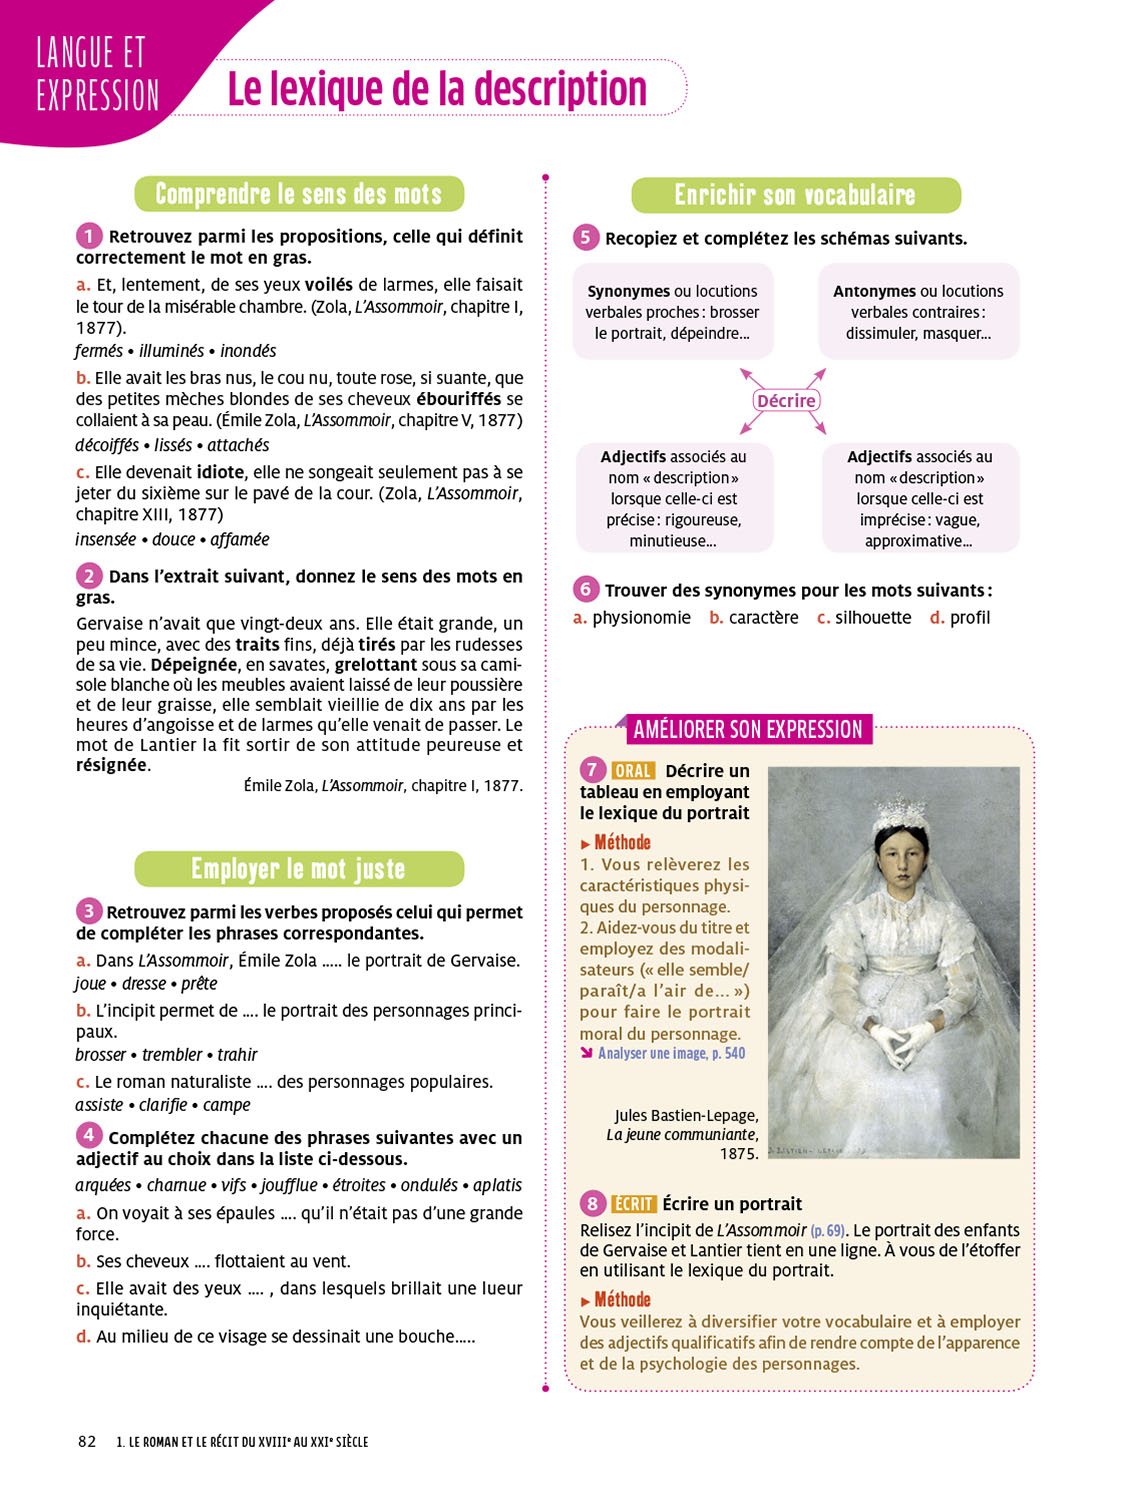 LANGUE ET
EXPRESSION
Le lexique de la description
Comprendre le sens des mots
1 Retrouvez parmi les propositions, celle qui définit
correctement le mot en gras.
a. Et, lentement, de ses yeux voilés de larmes, elle faisait
le tour de la misérable chambre. (Zola, L'Assommoir, chapitre I,
1877).
fermés • illuminés • inondés
b. Elle avait les bras nus, le cou nu, toute rose, si suante, que
des petites mèches blondes de ses cheveux ébouriffés se
collaient à sa peau. (Émile Zola, L'Assommoir, chapitre V, 1877)
décoiffés • lissés • attachés
c. Elle devenait idiote, elle ne songeait seulement pas à se
jeter du sixième sur le pavé de la cour. (Zola, L'Assommoir,
chapitre XIII, 1877)
insensée • douce • affamée
2 Dans l'extrait suivant, donnez le sens des mots en
gras.
Gervaise n'avait que vingt-deux ans. Elle était grande, un
peu mince, avec des traits fins, déjà tirés par les rudesses
de sa vie. Dépeignée, en savates, grelottant sous sa cami-
sole blanche où les meubles avaient laissé de leur poussière
et de leur graisse, elle semblait vieillie de dix ans par les
heures d'angoisse et de larmes qu'elle venait de passer. Le
mot de Lantier la fit sortir de son attitude peureuse et
résignée.
Émile Zola, L'Assommoir, chapitre I, 1877.
Employer le mot juste
3 Retrouvez parmi les verbes proposés celui qui permet
de compléter les phrases correspondantes.
a. Dans L'Assommoir, Émile Zola ..... le portrait de Gervaise.
joue • dresse • prête
b. L'incipit permet de .... le portrait des personnages princi-
paux.
brosser • trembler • trahir
c. Le roman naturaliste .... des personnages populaires.
assiste • clarifie • campe
4 Complétez chacune des phrases suivantes avec un
adjectif au choix dans la liste ci-dessous.
arquées • charnue • vifs • joufflue • étroites • ondulés • aplatis
a. On voyait à ses épaules .... qu'il n'était pas d'une grande
force.
b. Ses cheveux .... flottaient au vent.
c. Elle avait des yeux .... , dans lesquels brillait une lueur
inquiétante.
d. Au milieu de ce visage se dessinait une bouche.....
Enrichir son vocabulaire
5 Recopiez et complétez les schémas suivants.
Synonymes ou locutions
verbales proches : brosser
le portrait, dépeindre...
Antonymes ou locutions
verbales contraires :
dissimuler, masquer...
Décrire
Adjectifs associés au
nom « description »
lorsque celle-ci est
précise : rigoureuse,
minutieuse...
Adjectifs associés au
nom « description »
lorsque celle-ci est
imprécise : vague,
approximative...
6 Trouver des synonymes pour les mots suivants :
a. physionomie b. caractère c. silhouette d. profil
AMÉLIORER SON EXPRESSION
7 ORAL Décrire un
tableau en employant
le lexique du portrait
► Méthode
1. Vous relèverez les
caractéristiques physi-
ques du personnage.
2. Aidez-vous du titre et
employez des modali-
sateurs (« elle semble/
paraît/a l'air de... »)
pour faire le portrait
moral du personnage.
Analyser une image, p. 540
Jules Bastien-Lepage,
La jeune communiante,
1875.
8 ÉCRIT Écrire un portrait
Relisez l'incipit de L'Assommoir (p. 69). Le portrait des enfants
de Gervaise et Lantier tient en une ligne. À vous de l'étoffer
en utilisant le lexique du portrait.
► Méthode
Vous veillerez à diversifier votre vocabulaire et à employer
des adjectifs qualificatifs afin de rendre compte de l'apparence
et de la psychologie des personnages.
82 1. LE ROMAN ET LE RÉCIT DU XVIIIe AU XXIe SIÈCLE